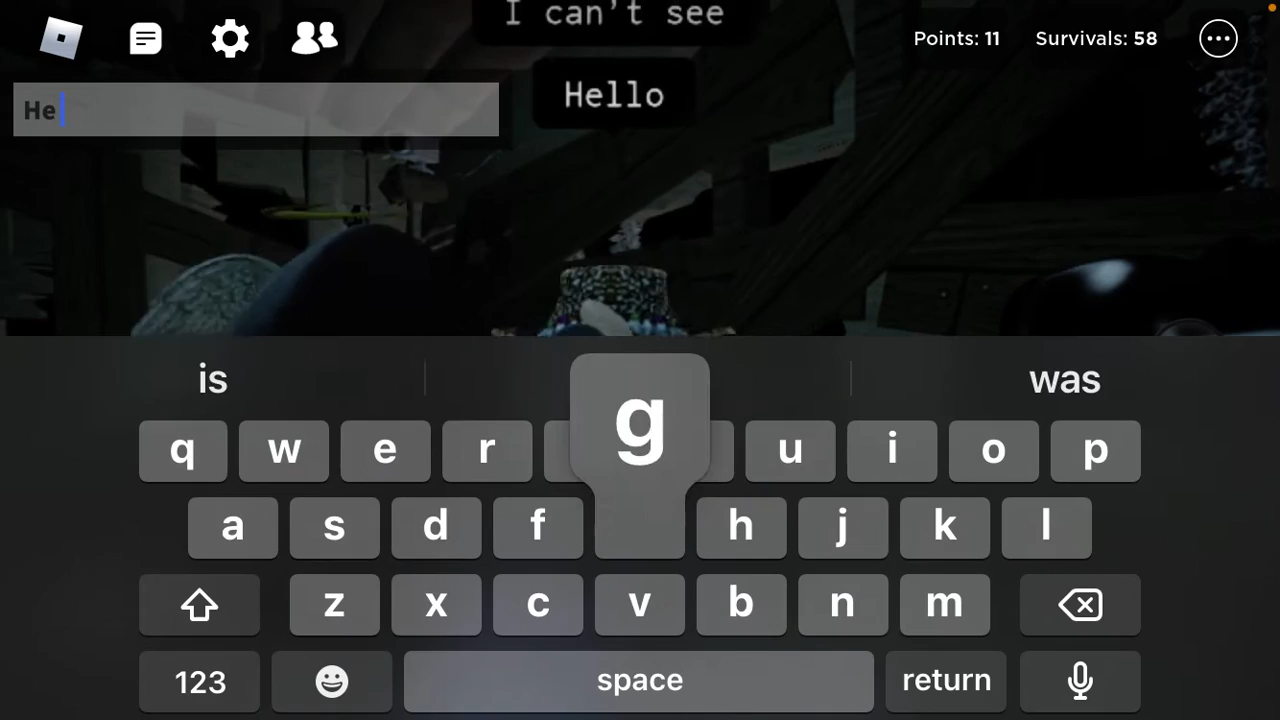 I can't see
Points: 11 Survivals: 58
Hello
He
is was
g
q w e r u i o p
a s d f h j k l
z x c v b n m
123 space return